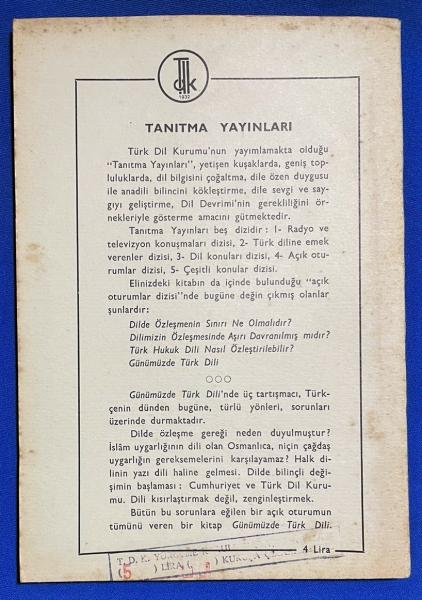 TDK
1932
TANITMA YAYINLARI
Türk Dil Kurumu'nun yayımlamakta olduğu
"Tanıtma Yayınları", yetişen kuşaklarda, geniş top-
luluklarda, dil bilgisini çoğaltma, dile özen duygusu
ile anadili bilincini kökleştirme, dile sevgi ve say-
gıyı geliştirme, Dil Devrimi'nin gerekliliğini ör-
nekleriyle gösterme amacını gütmektedir.
Tanıtma Yayınları beş dizidir : 1- Radyo ve
televizyon konuşmaları dizisi, 2- Türk diline emek
verenler dizisi, 3- Dil konuları dizisi, 4- Açık otu-
rumlar dizisi, 5- Çeşitli konular dizisi.
Elinizdeki kitabın da içinde bulunduğu "açık
oturumlar dizisi"nde bugüne değin çıkmış olanlar
şunlardır:
Dilde Özleşmenin Sınırı Ne Olmalıdır?
Dilimizin Özleşmesinde Aşırı Davranılmış mıdır?
Türk Hukuk Dili Nasıl Özleştirilebilir?
Günümüzde Türk Dili
○○○
Günümüzde Türk Dili'nde üç tartışmacı, Türk-
çenin dünden bugüne, türlü yönleri, sorunları
üzerinde durmaktadır.
Dilde özleşme gereği neden duyulmuştur?
İslâm uygarlığının dili olan Osmanlıca, niçin çağdaş
uygarlığın gereksemelerini karşılayamaz? Halk di-
linin yazı dili haline gelmesi. Dilde bilinçli deği-
şimin başlaması : Cumhuriyet ve Türk Dil Kuru-
mu. Dili kısırlaştırmak değil, zenginleştirmek.
Bütün bu sorunlara eğilen bir açık oturumun
tümünü veren bir kitap Günümüzde Türk Dili.
T. D. K.
(5 ) LİRA ( ) KURUŞA
4 Lira